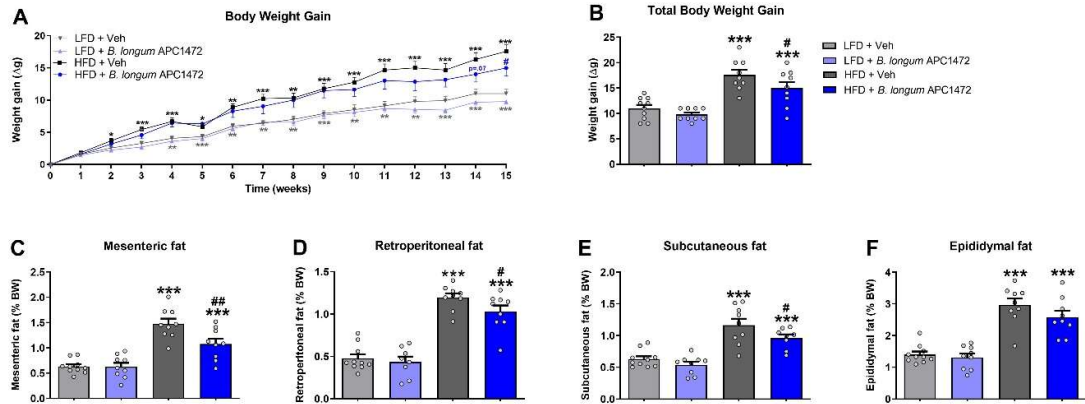 A
Body Weight Gain
LFD + Veh
LFD + B. longum APC1472
HFD + Veh
HFD + B. longum APC1472
Weight gain (Δg)
20
15
10
5
0
* *** *** * ** *** ** *** *** *** *** *** *** ***
p=.07 #
** *** ** ** ** *** ** ** ** ** *** ***
0 1 2 3 4 5 6 7 8 9 10 11 12 13 14 15
Time (weeks)
B
Total Body Weight Gain
Weight gain (Δg)
25
20
15
10
5
0
***
#
***
LFD + Veh
LFD + B. longum APC1472
HFD + Veh
HFD + B. longum APC1472
C
Mesenteric fat
Mesenteric fat (% BW)
2.5
2.0
1.5
1.0
0.5
0.0
***
##
***
D
Retroperitoneal fat
Retroperitoneal fat (% BW)
1.5
1.0
0.5
0.0
***
#
***
E
Subcutaneous fat
Subcutaneous fat (% BW)
2.0
1.5
1.0
0.5
0.0
***
#
***
F
Epididymal fat
Epididymal fat (% BW)
4
3
2
1
0
***
***